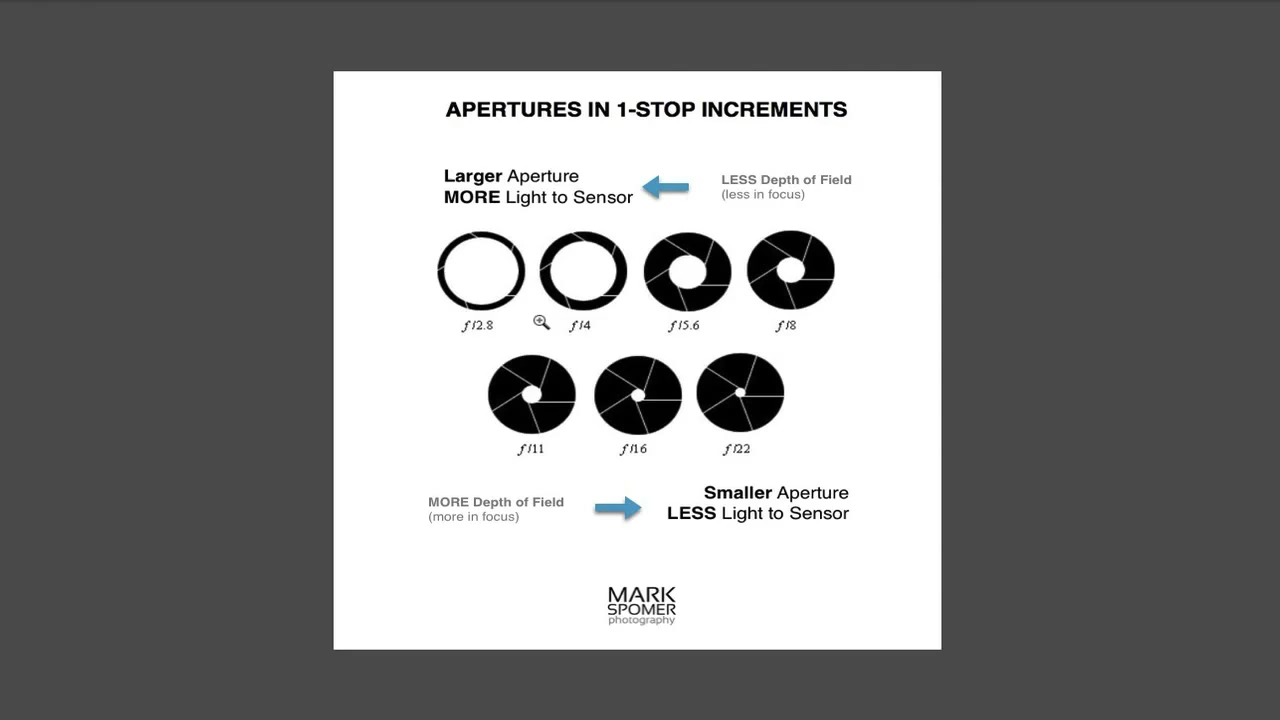 APERTURES IN 1-STOP INCREMENTS
Larger Aperture
MORE Light to Sensor
LESS Depth of Field
(less in focus)
f/2.8
f/4
f/5.6
f/8
f/11
f/16
f/22
MORE Depth of Field
(more in focus)
Smaller Aperture
LESS Light to Sensor
MARK
SPOMER
photography